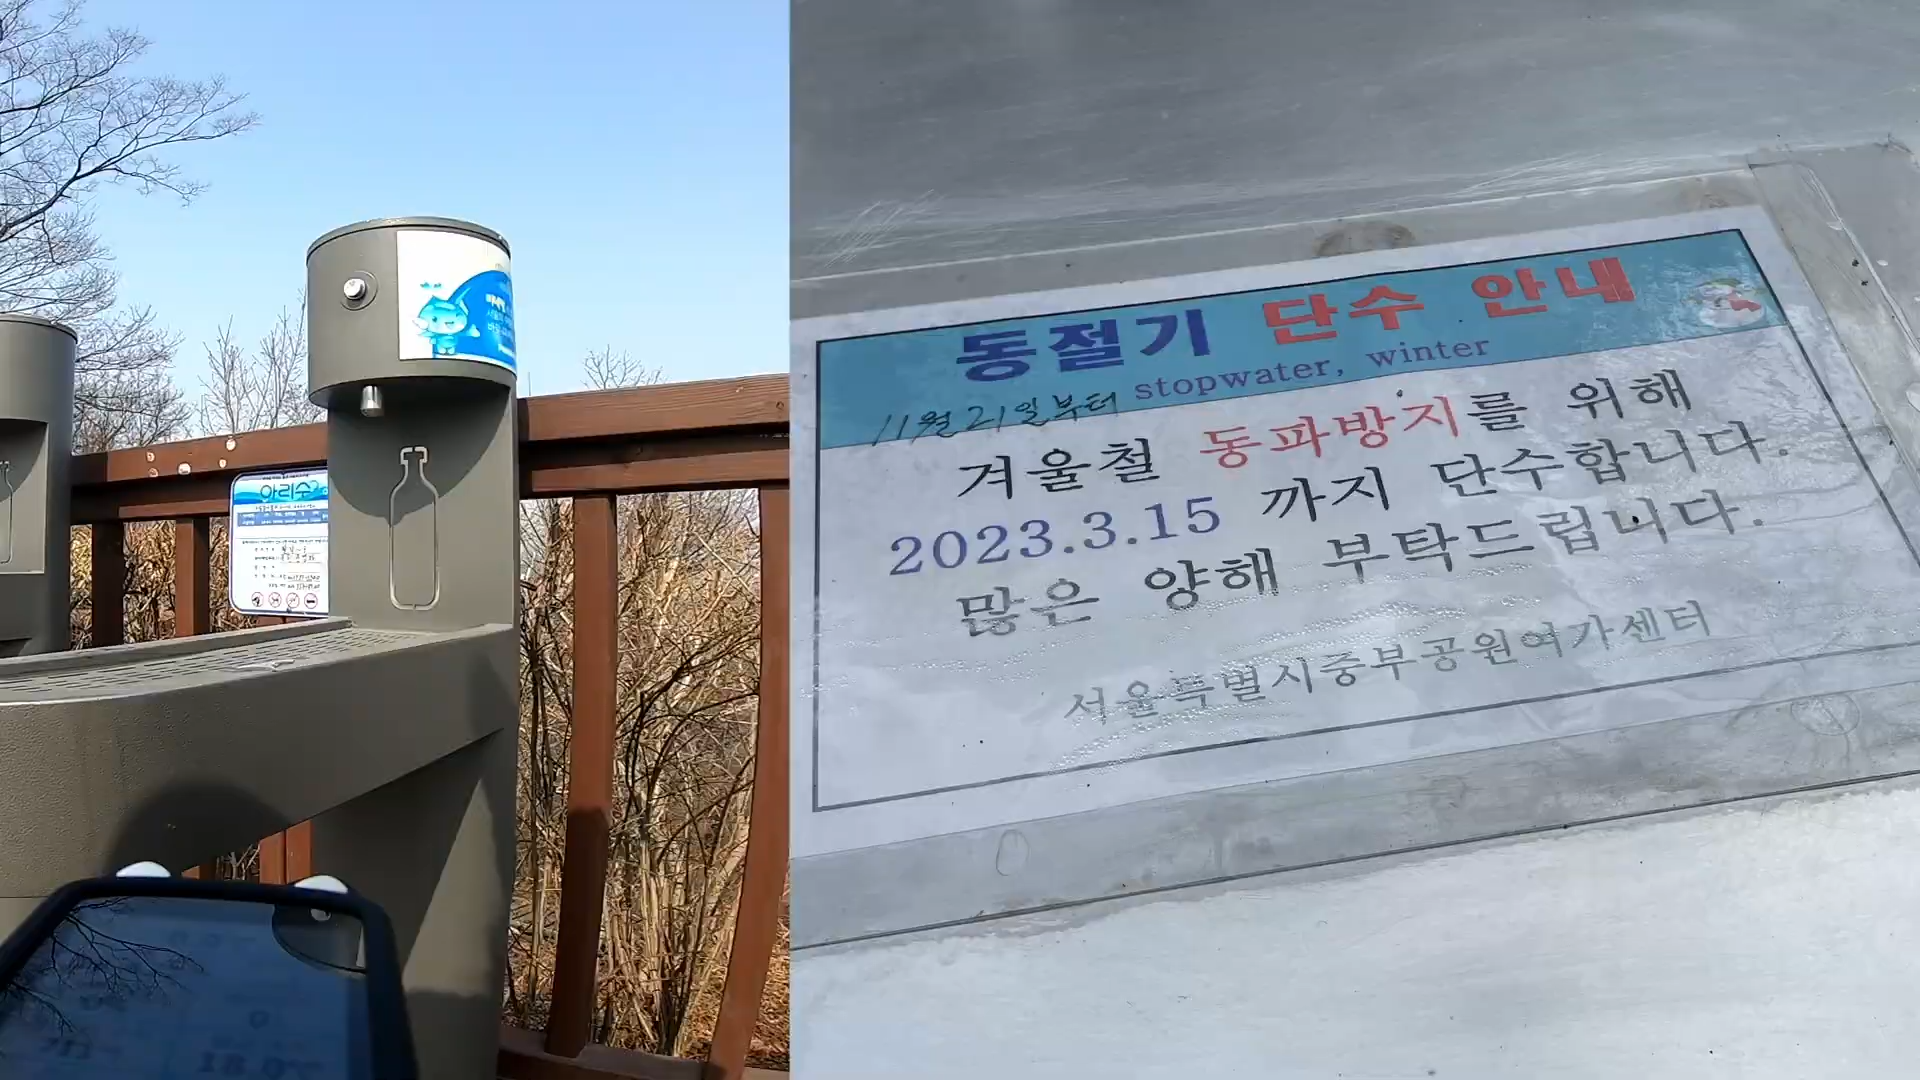 아리수
동절기 단수 안내
stopwater, winter
11월 21일부터
겨울철 동파방지를 위해
2023.3.15 까지 단수합니다.
많은 양해 부탁드립니다.
서울특별시중부공원여가센터